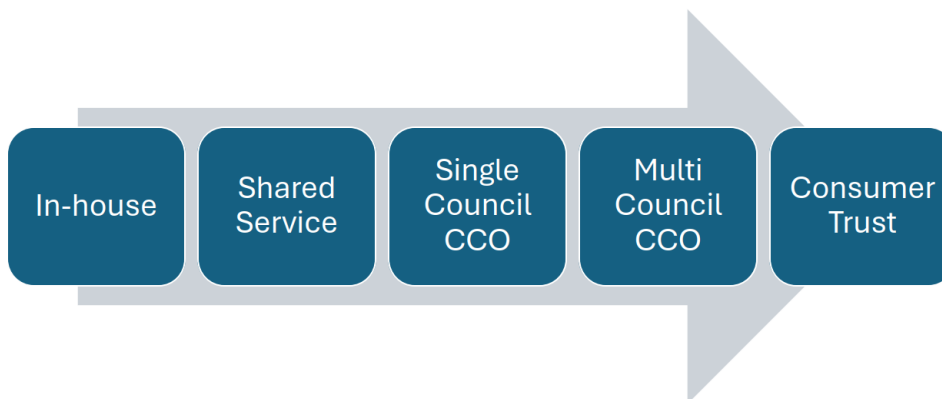 In-house
Shared
Service
Single
Council
CCO
Multi
Council
CCO
Consumer
Trust